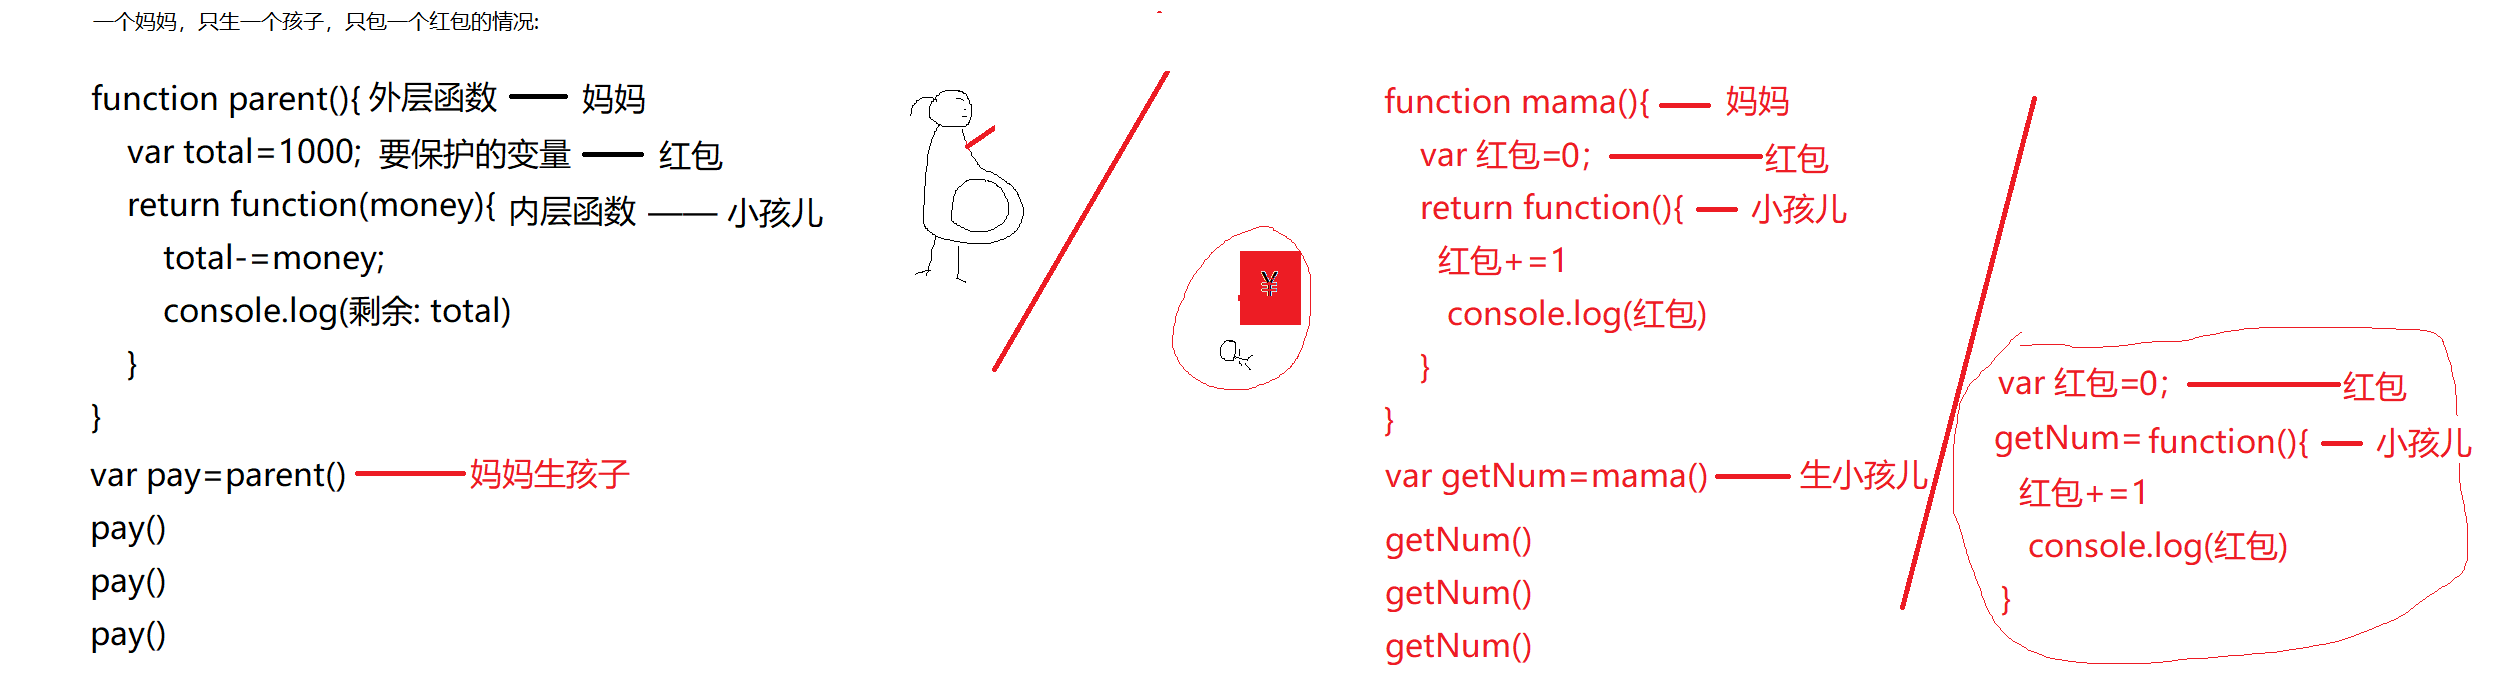 一个妈妈，只生一个孩子，只包一个红包的情况:
function parent(){ 外层函数 —— 妈妈
var total=1000; 要保护的变量 —— 红包
return function(money){ 内层函数 —— 小孩儿
total-=money;
console.log(剩余: total)
}
}
var pay=parent() —— 妈妈生孩子
pay()
pay()
pay()
¥
function mama(){ —— 妈妈
var 红包=0; —— 红包
return function(){ — 小孩儿
红包+=1
console.log(红包)
}
}
var getNum=mama() —— 生小孩儿
getNum()
getNum()
getNum()
var 红包=0; —— 红包
getNum= function(){ — 小孩儿
红包+=1
console.log(红包)
}